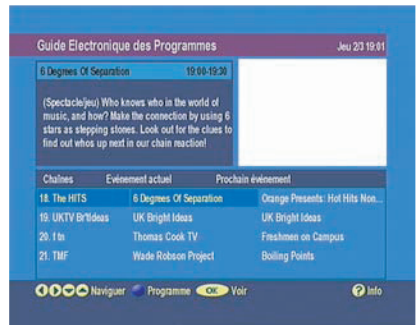 Guide Electronique des Programmes Jeu 2/3 19:01
6 Degrees Of Separation 19:00-19:30
(Spectacle/jeu) Who knows who in the world of
music, and how? Make the connection by using 6
stars as stepping stones. Look out for the clues to
find out whos up next in our chain reaction!
Chaînes Evénement actuel Prochain événement
18. The HITS 6 Degrees Of Separation Orange Presents: Hot Hits Non...
19. UKTV Br'tIdeas UK Bright Ideas UK Bright Ideas
20. f tn Thomas Cook TV Freshmen on Campus
21. TMF Wade Robson Project Boiling Points
Naviguer Programme OK Voir ? Info